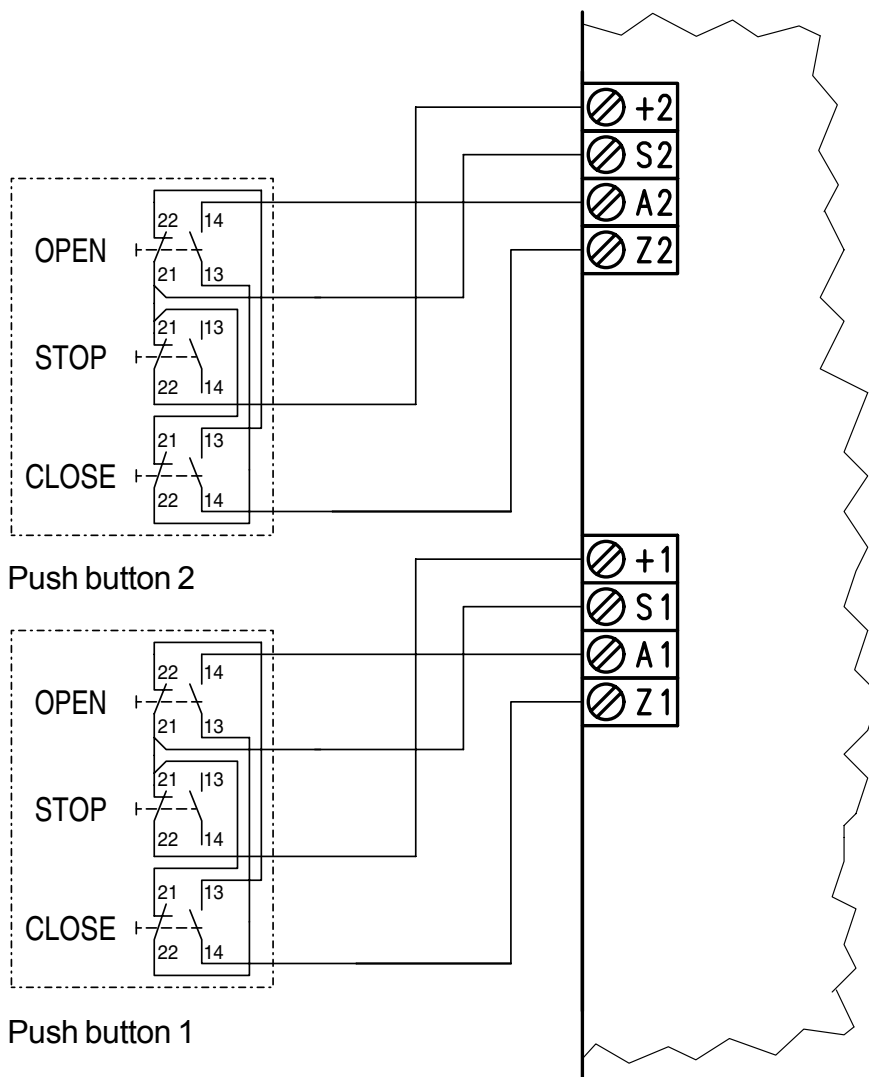 +2
S2
A2
Z2
22 14
OPEN
21 13
21 13
STOP
22 14
21 13
CLOSE
22 14
Push button 2
+1
S1
A1
Z1
22 14
OPEN
21 13
21 13
STOP
22 14
21 13
CLOSE
22 14
Push button 1